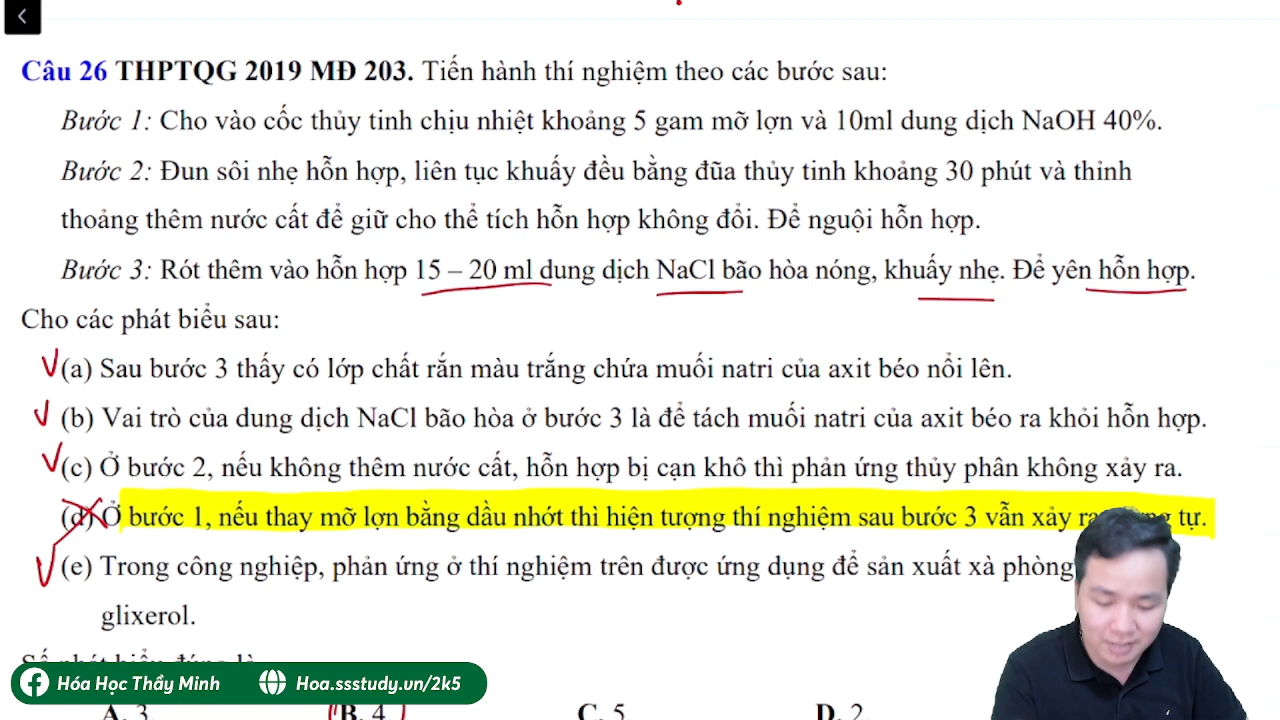 Câu 26 THPTQG 2019 MĐ 203. Tiến hành thí nghiệm theo các bước sau:
Bước 1: Cho vào cốc thủy tinh chịu nhiệt khoảng 5 gam mỡ lợn và 10ml dung dịch NaOH 40%.
Bước 2: Đun sôi nhẹ hỗn hợp, liên tục khuấy đều bằng đũa thủy tinh khoảng 30 phút và thỉnh
thoảng thêm nước cất để giữ cho thể tích hỗn hợp không đổi. Để nguội hỗn hợp.
Bước 3: Rót thêm vào hỗn hợp 15 – 20 ml dung dịch NaCl bão hòa nóng, khuấy nhẹ. Để yên hỗn hợp.
Cho các phát biểu sau:
(a) Sau bước 3 thấy có lớp chất rắn màu trắng chứa muối natri của axit béo nổi lên.
(b) Vai trò của dung dịch NaCl bão hòa ở bước 3 là để tách muối natri của axit béo ra khỏi hỗn hợp.
(c) Ở bước 2, nếu không thêm nước cất, hỗn hợp bị cạn khô thì phản ứng thủy phân không xảy ra.
(d) Ở bước 1, nếu thay mỡ lợn bằng dầu nhớt thì hiện tượng thí nghiệm sau bước 3 vẫn xảy tự.
(e) Trong công nghiệp, phản ứng ở thí nghiệm trên được ứng dụng để sản xuất xà phòng
glixerol.
Số phát biểu đúng là
Hóa Học Thầy Minh Hoa.ssstudy.vn/2k5
A. 3. B. 4. C. 5. D. 2.